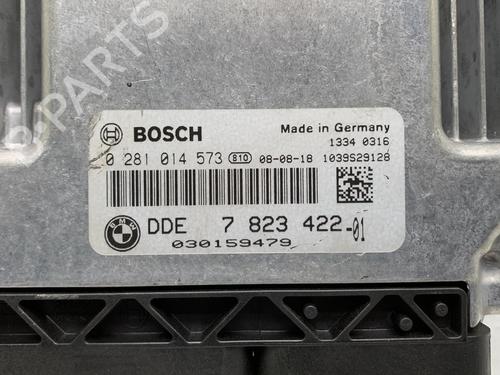 B-PARTS
BOSCH
Made in Germany
1334 0316
0 281 014 573 810 08-08-18 1039S29128
BMW
DDE 7 823 422-01
030159479